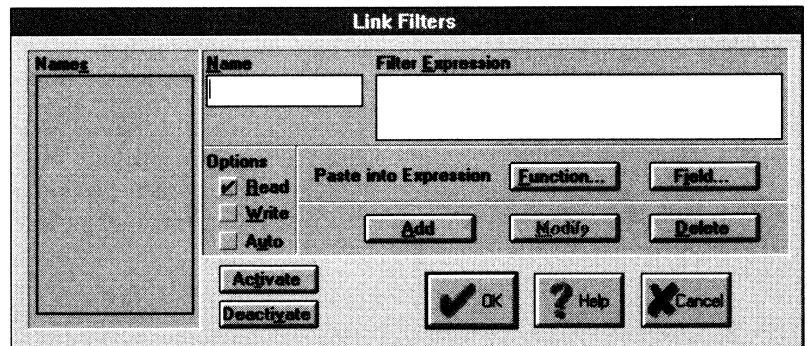 Link Filters
Names
Name
Filter Expression
Options
Read
Write
Auto
Paste into Expression
Function...
Field...
Add
Modify
Delete
Activate
Deactivate
OK
Help
Cancel